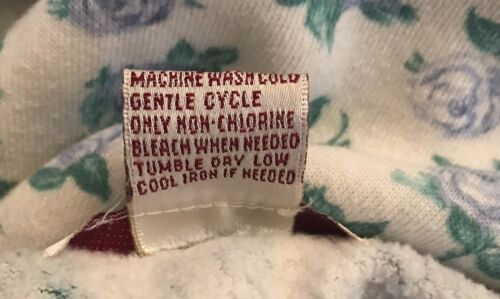 MACHINE WASH COLD
GENTLE CYCLE
ONLY NON-CHLORINE
BLEACH WHEN NEEDED
TUMBLE DRY LOW
COOL IRON IF NEEDED